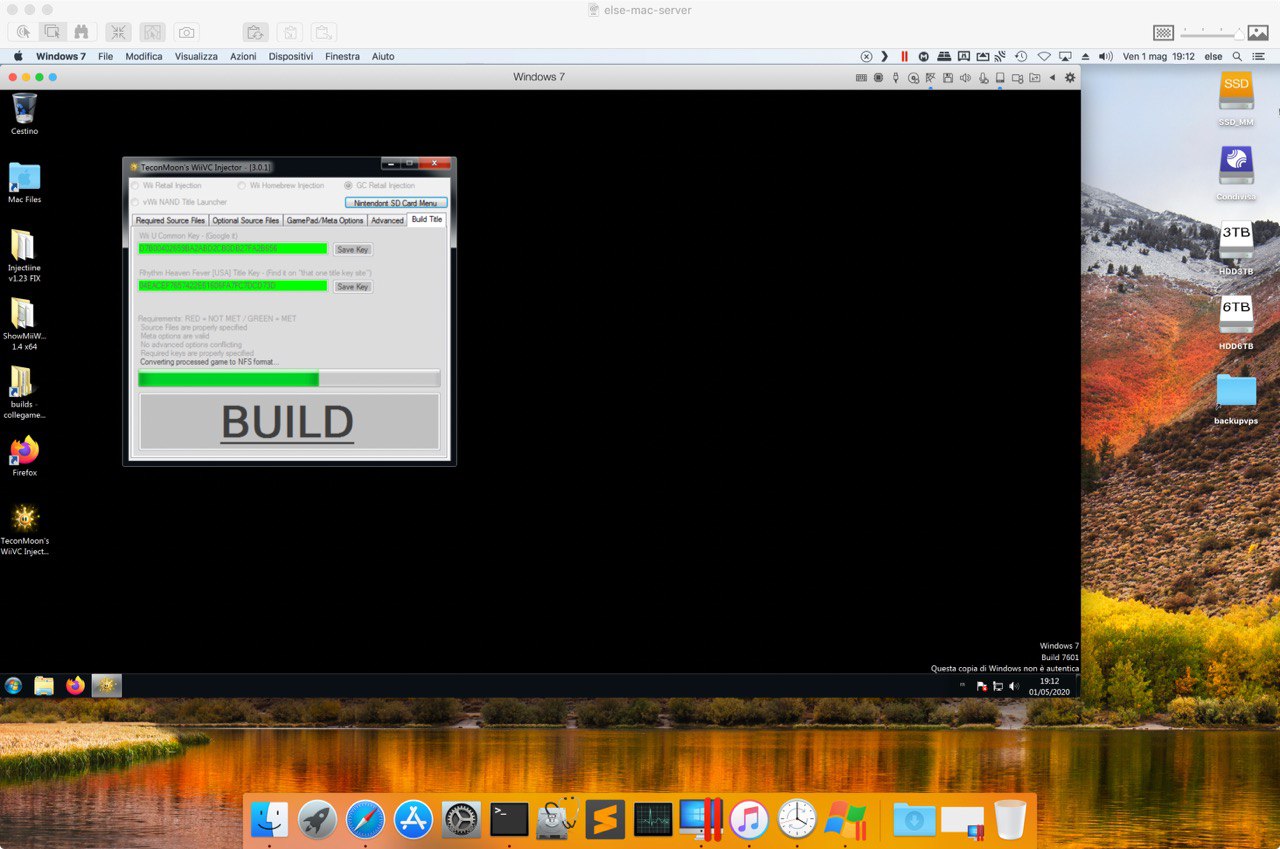 else-mac-server
Windows 7 File Modifica Visualizza Azioni Dispositivi Finestra Aiuto
Ven 1 mag 19:12 else
Windows 7
Cestino
Mac Files
Injectiine
v1.23 FIX
ShowMiiW...
1.4 x64
builds -
collegame...
Firefox
TeconMoon's
WiiVC Inject...
TeconMoon's WiiVC Injector - [3.0.1]
Wii Retail Injection
Wii Homebrew Injection
GC Retail Injection
vWii NAND Title Launcher
Nintendont SD Card Menu
Required Source Files
Optional Source Files
GamePad/Meta Options
Advanced
Build Title
Wii U Common Key - (Google it)
Save Key
Rhythm Heaven Fever [USA] Title Key - (Find it on "that one title key site")
Save Key
Requirements: RED = NOT MET / GREEN = MET
Source Files are properly specified
Meta options are valid
No advanced options conflicting
Required keys are properly specified
Converting processed game to NFS format...
BUILD
SSD
SSD_MM
Condivisa
3TB
HDD3TB
6TB
HDD6TB
backupvps
Windows 7
Build 7601
Questa copia di Windows non è autentica
19:12
01/05/2020